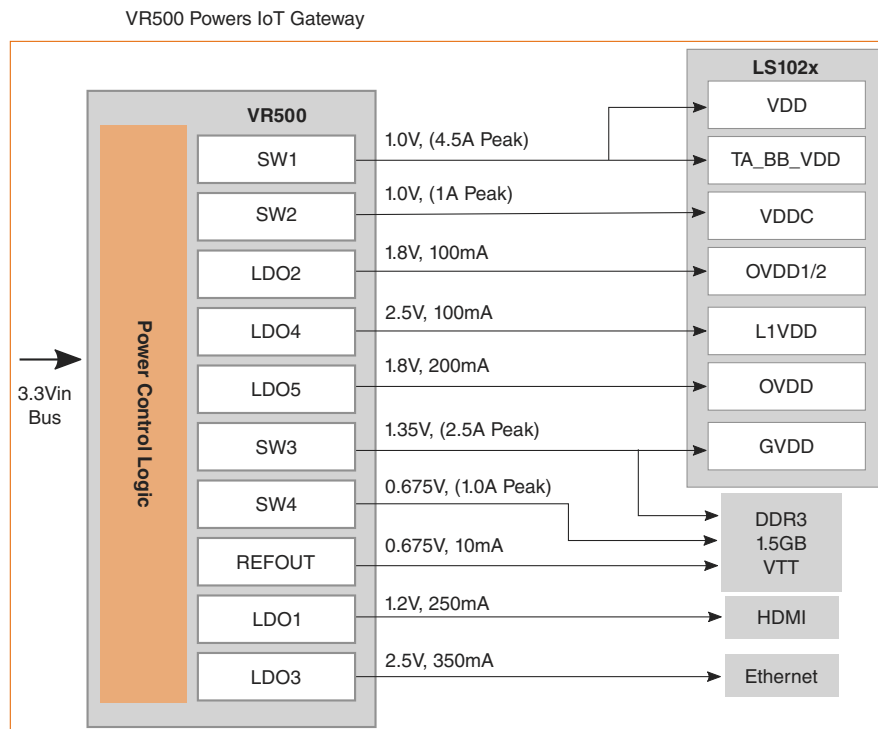 VR500 Powers IoT Gateway
LS102x
VR500
VDD
SW1
1.0V, (4.5A Peak)
TA_BB_VDD
SW2
1.0V, (1A Peak)
VDDC
LDO2
1.8V, 100mA
OVDD1/2
LDO4
2.5V, 100mA
L1VDD
LDO5
1.8V, 200mA
OVDD
SW3
1.35V, (2.5A Peak)
GVDD
SW4
0.675V, (1.0A Peak)
REFOUT
0.675V, 10mA
DDR3
1.5GB
VTT
LDO1
1.2V, 250mA
HDMI
LDO3
2.5V, 350mA
Ethernet
Power Control Logic
3.3Vin
Bus